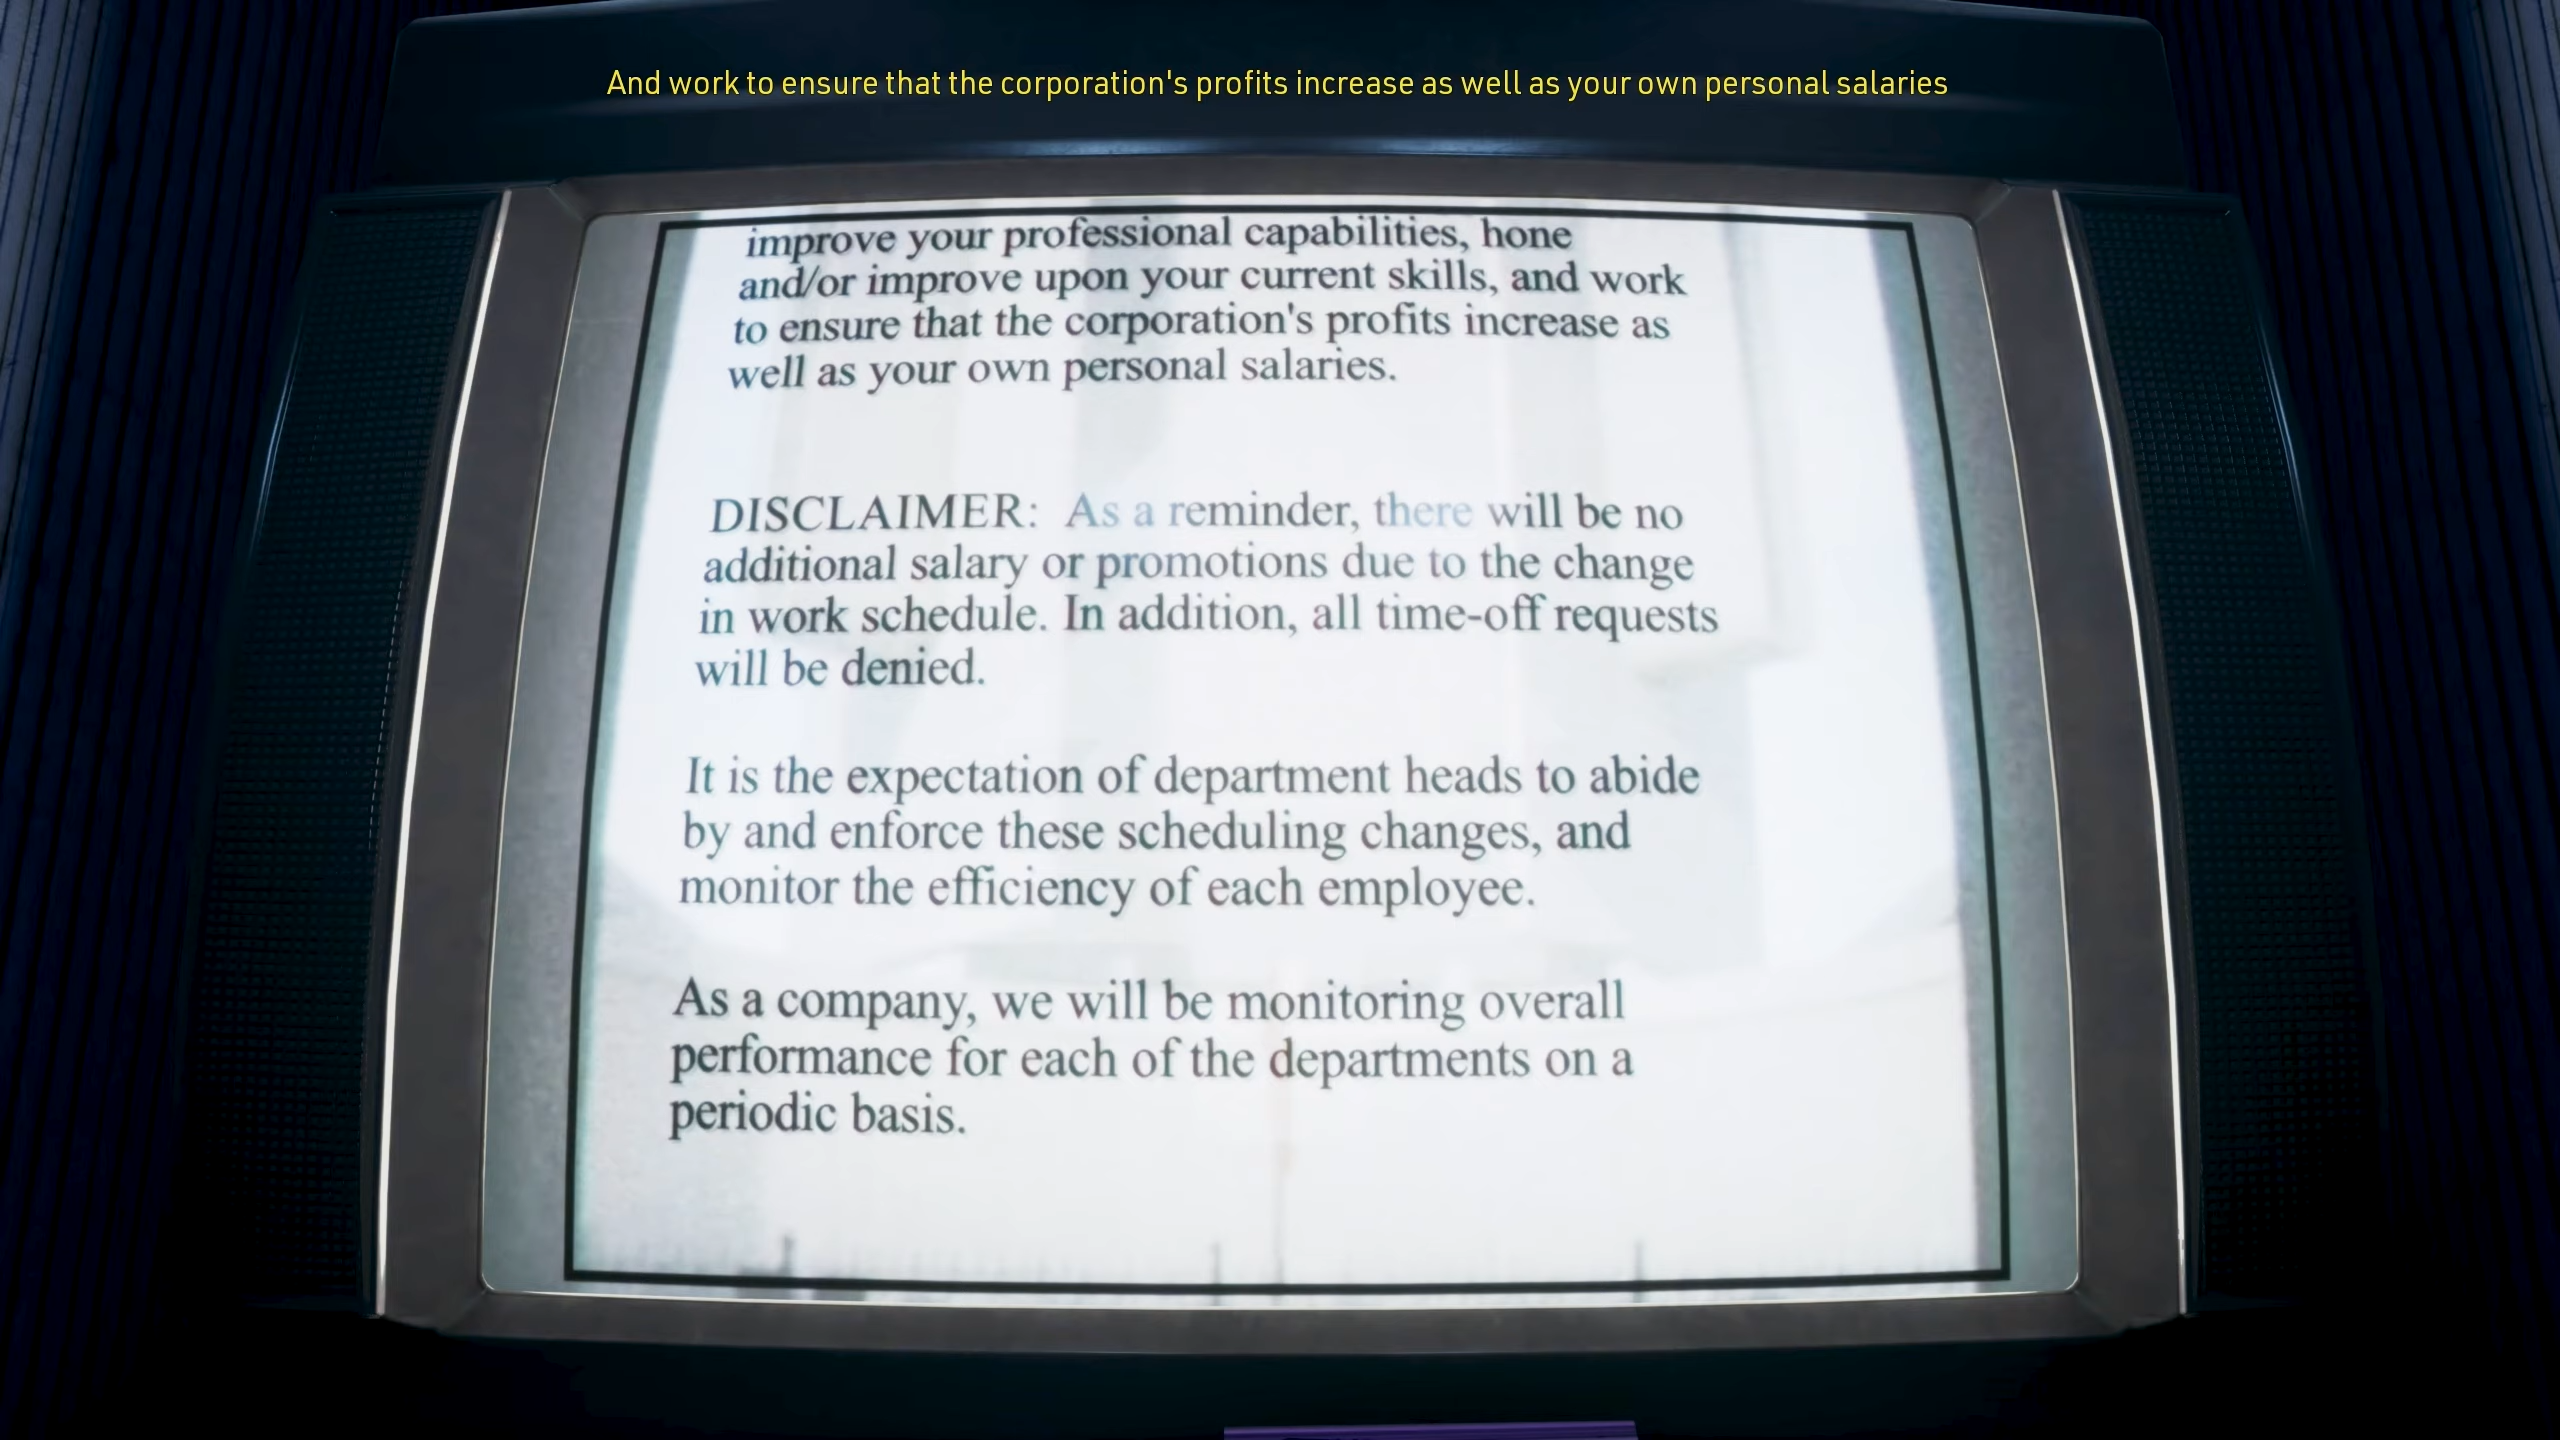 And work to ensure that the corporation's profits increase as well as your own personal salaries
improve your professional capabilities, hone
and/or improve upon your current skills, and work
to ensure that the corporation's profits increase as
well as your own personal salaries.
DISCLAIMER: As a reminder, there will be no
additional salary or promotions due to the change
in work schedule. In addition, all time-off requests
will be denied.
It is the expectation of department heads to abide
by and enforce these scheduling changes, and
monitor the efficiency of each employee.
As a company, we will be monitoring overall
performance for each of the departments on a
periodic basis.